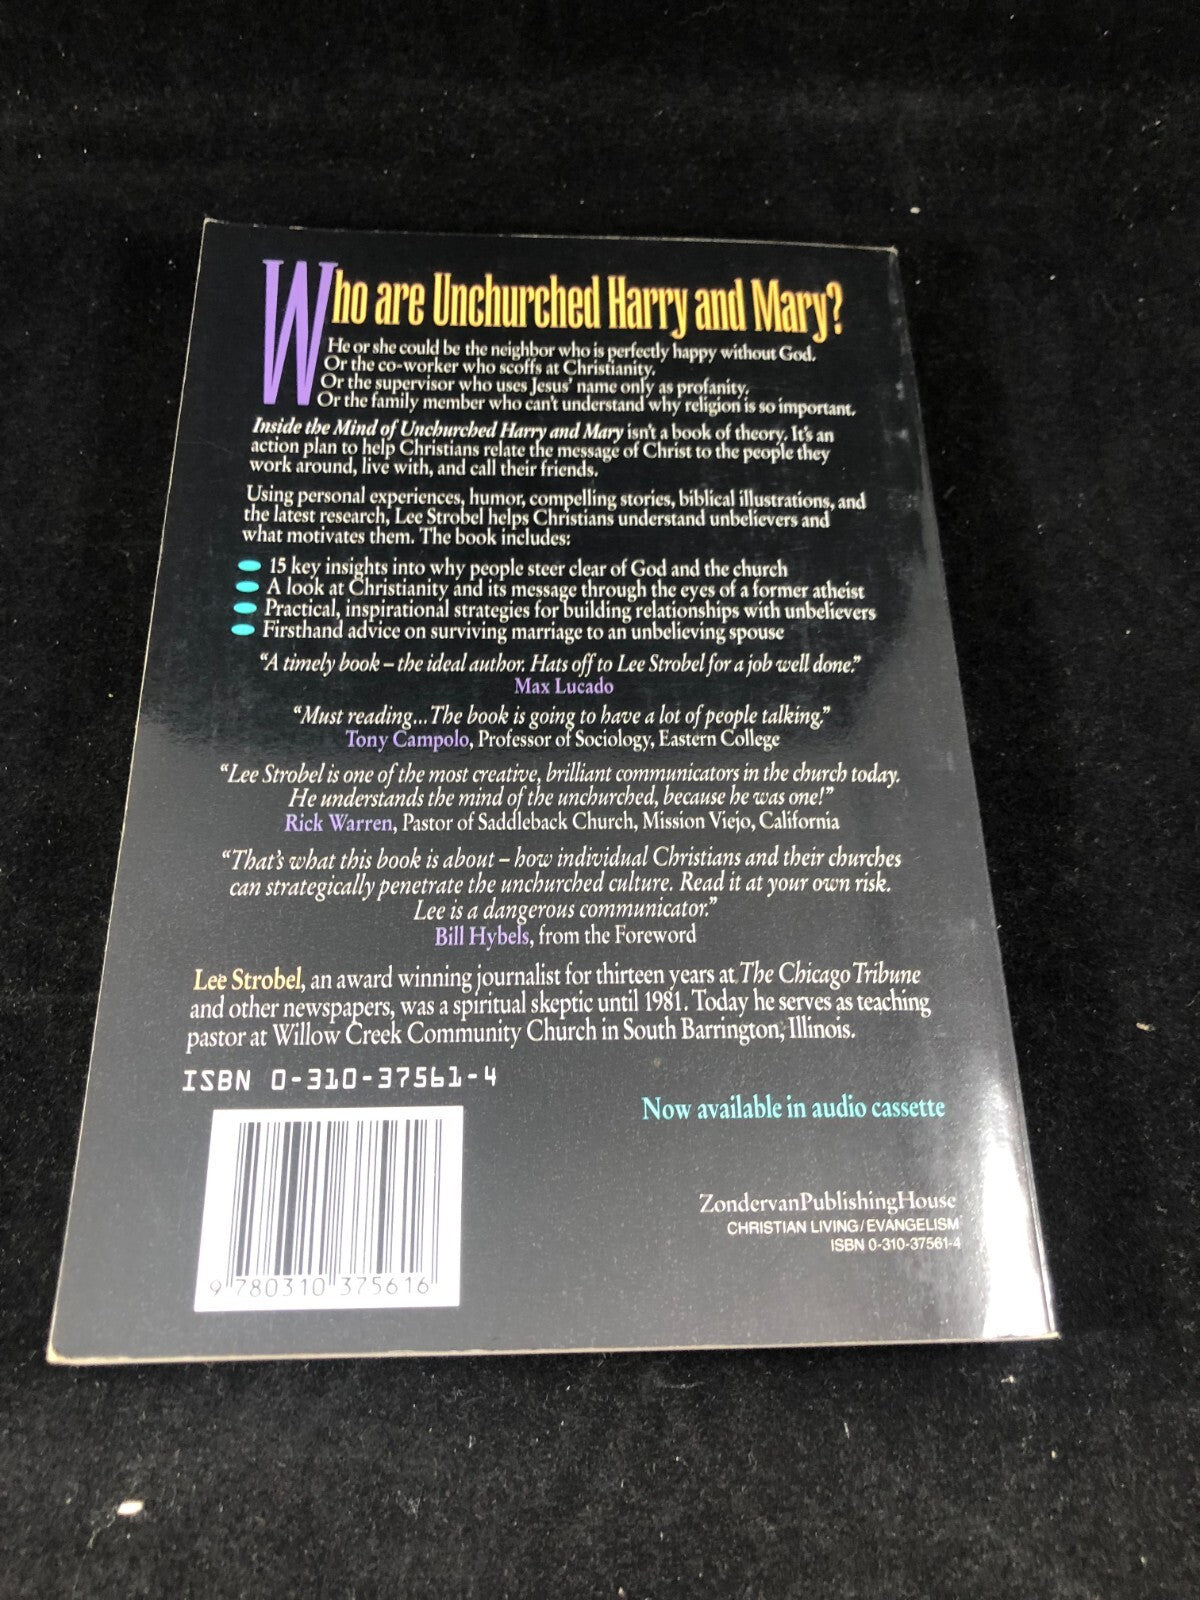 Who are Unchurched Harry and Mary?
He or she could be the neighbor who is perfectly happy without God.
Or the co-worker who scoffs at Christianity.
Or the supervisor who uses Jesus' name only as profanity.
Or the family member who can't understand why religion is so important.
Inside the Mind of Unchurched Harry and Mary isn't a book of theory. It's an
action plan to help Christians relate the message of Christ to the people they
work around, live with, and call their friends.
Using personal experiences, humor, compelling stories, biblical illustrations, and
the latest research, Lee Strobel helps Christians understand unbelievers and
what motivates them. The book includes:
15 key insights into why people steer clear of God and the church
A look at Christianity and its message through the eyes of a former atheist
Practical, inspirational strategies for building relationships with unbelievers
Firsthand advice on surviving marriage to an unbelieving spouse
"A timely book – the ideal author. Hats off to Lee Strobel for a job well done."
Max Lucado
"Must reading... The book is going to have a lot of people talking."
Tony Campolo, Professor of Sociology, Eastern College
"Lee Strobel is one of the most creative, brilliant communicators in the church today.
He understands the mind of the unchurched, because he was one!"
Rick Warren, Pastor of Saddleback Church, Mission Viejo, California
"That's what this book is about – how individual Christians and their churches
can strategically penetrate the unchurched culture. Read it at your own risk.
Lee is a dangerous communicator."
Bill Hybels, from the Foreword
Lee Strobel, an award winning journalist for thirteen years at The Chicago Tribune
and other newspapers, was a spiritual skeptic until 1981. Today he serves as teaching
pastor at Willow Creek Community Church in South Barrington, Illinois.
ISBN 0-310-37561-4
Now available in audio cassette
9 780310 375616
ZondervanPublishingHouse
CHRISTIAN LIVING/EVANGELISM
ISBN 0-310-37561-4